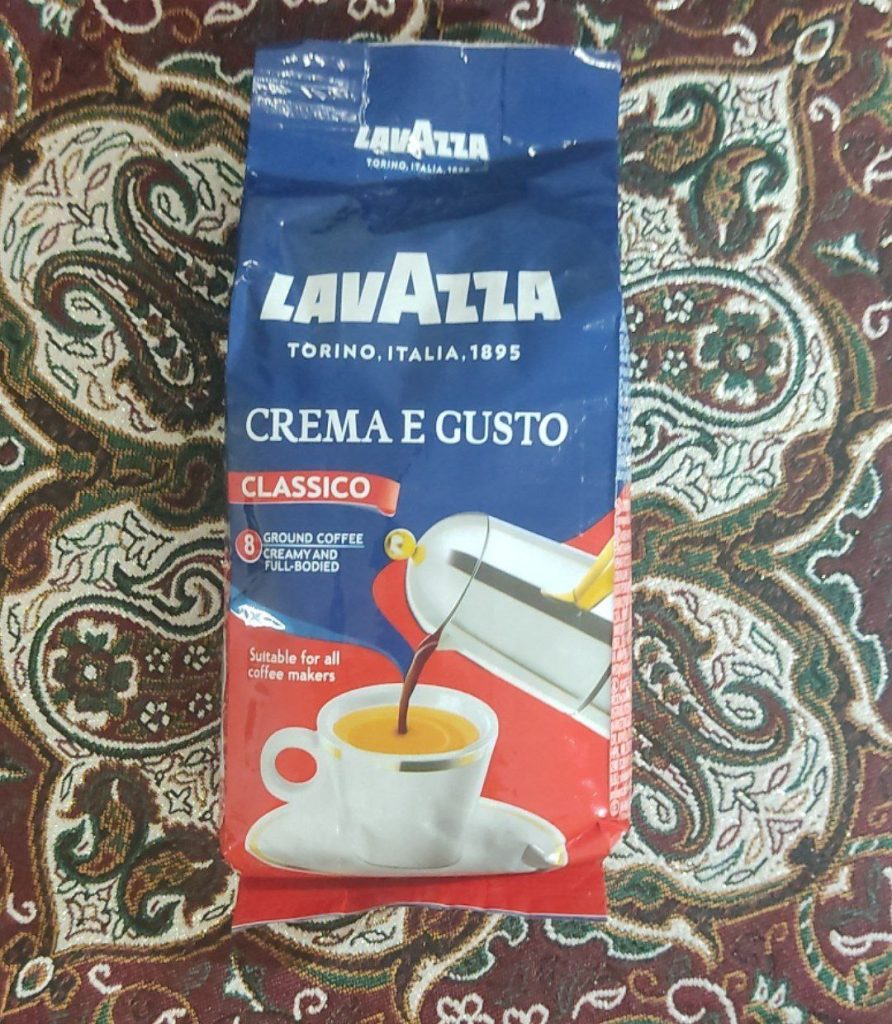 LAVAZZA
TORINO, ITALIA, 1895
LAVAZZA
TORINO, ITALIA, 1895
CREMA E GUSTO
CLASSICO
8
GROUND COFFEE
CREAMY AND
FULL-BODIED
Suitable for all
coffee makers